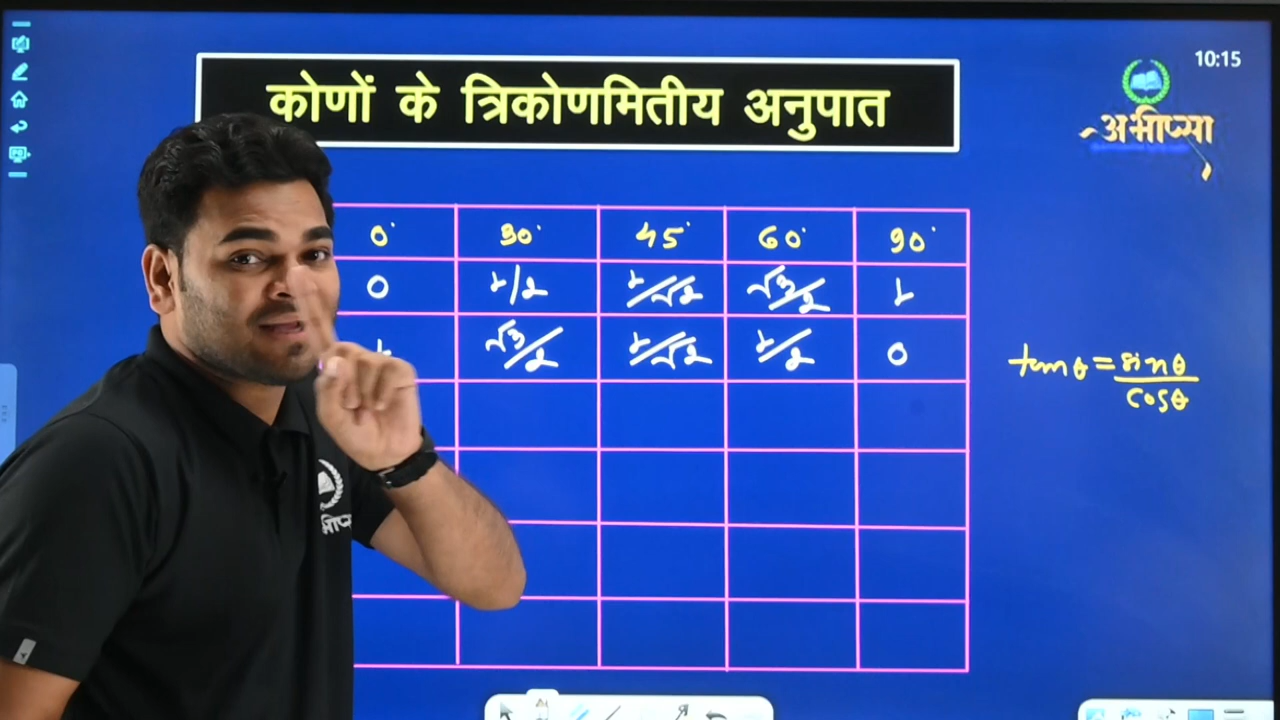 10:15
कोणों के त्रिकोणमितीय अनुपात
अभीप्सा
0° 30° 45° 60° 90°
0 1/2 1/√2 √3/2 1
1 √3/2 1/√2 1/2 0
tanθ = sinθ/cosθ